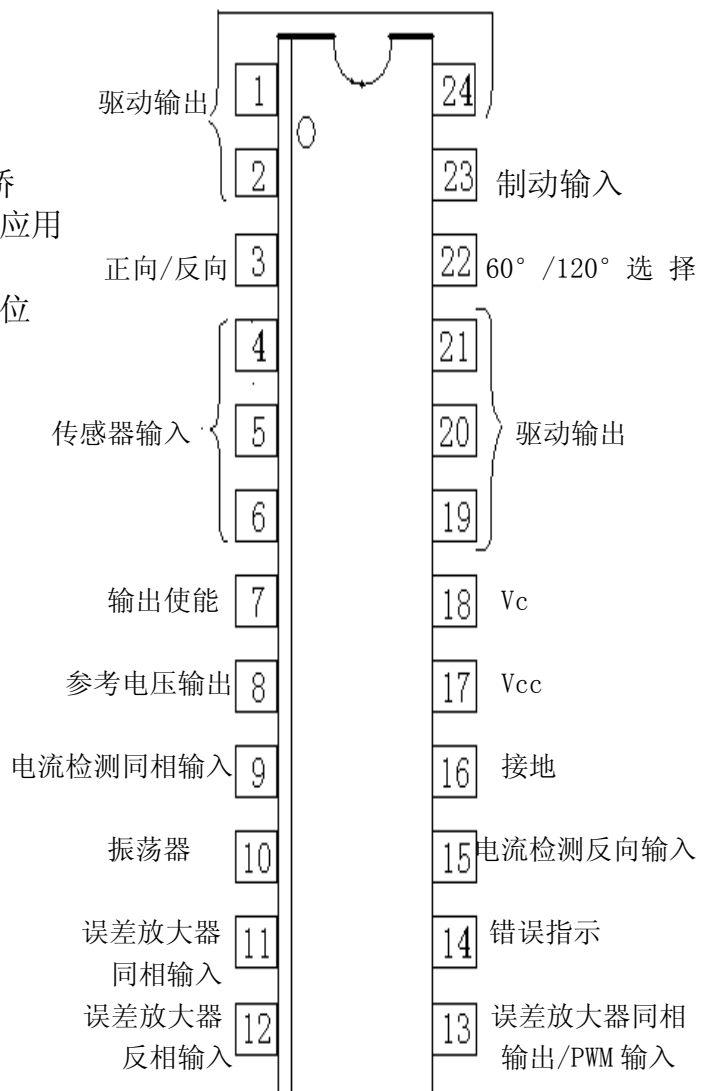 驱动输出
1
24
桥
2
23
制动输入
应用
正向/反向
3
22
60°/120°选 择
位
4
21
传感器输入
5
20
驱动输出
6
19
输出使能
7
18
Vc
参考电压输出
8
17
Vcc
电流检测同相输入
9
16
接地
振荡器
10
15
电流检测反向输入
误差放大器
同相输入
11
14
错误指示
误差放大器
反相输入
12
13
误差放大器同相
输出/PWM 输入